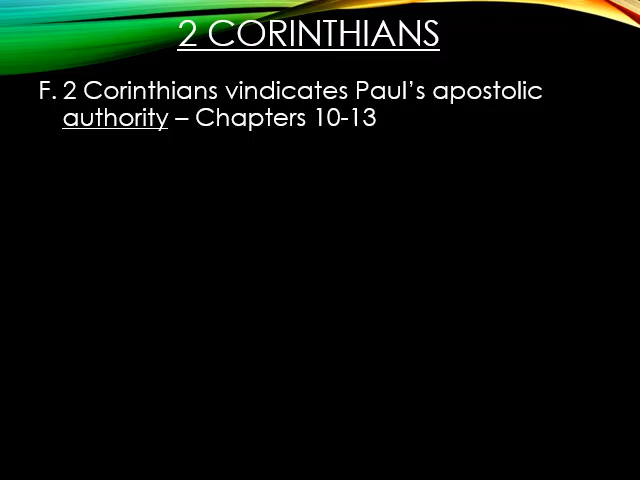 2 CORINTHIANS
F. 2 Corinthians vindicates Paul’s apostolic
authority – Chapters 10-13